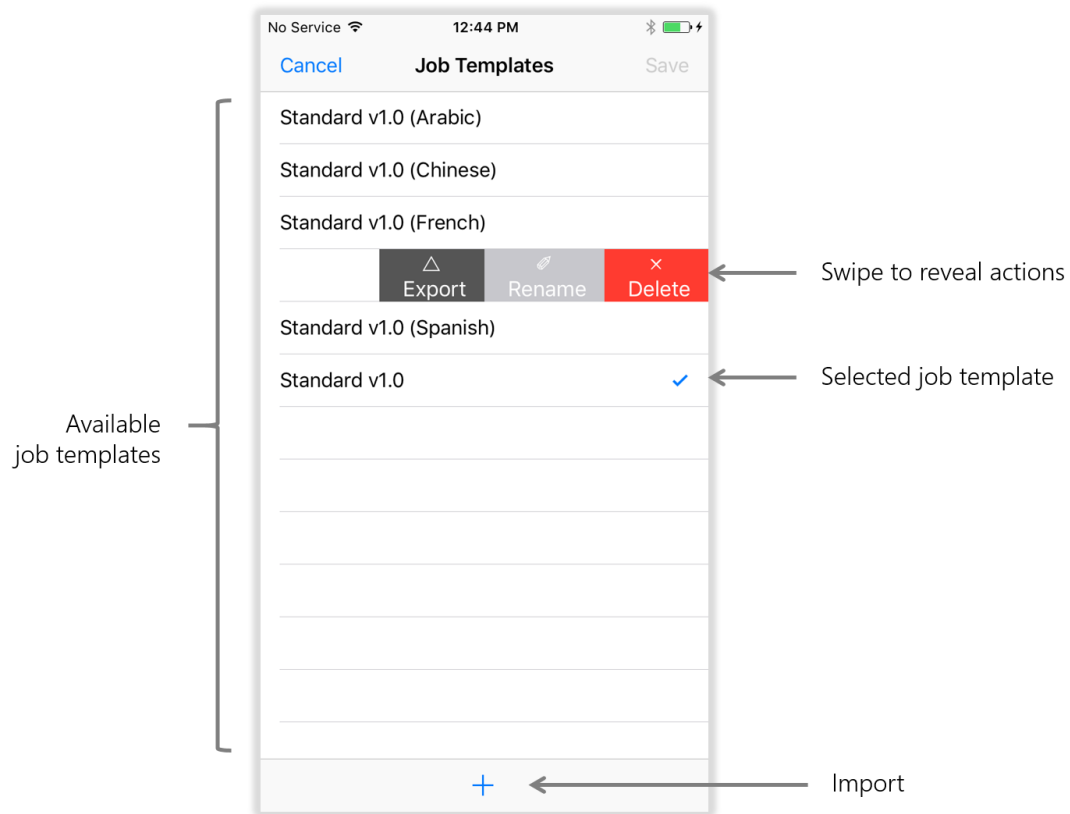 No Service 12:44 PM
Cancel Job Templates Save
Standard v1.0 (Arabic)
Standard v1.0 (Chinese)
Standard v1.0 (French)
Export Rename Delete
Swipe to reveal actions
Standard v1.0 (Spanish)
Standard v1.0
Selected job template
Available
job templates
Import